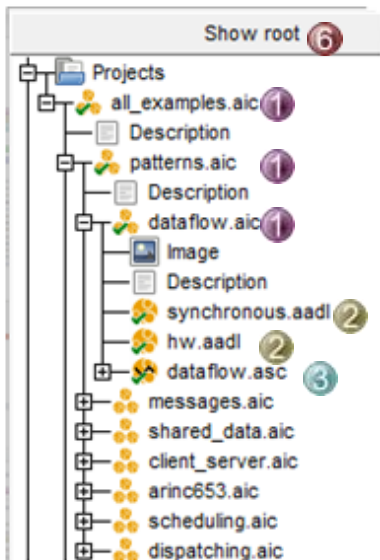 Show root 6
Projects
all_examples.aic 1
Description
patterns.aic 1
Description
dataflow.aic 1
Image
Description
synchronous.aadl 2
hw.aadl 2
dataflow.asc 3
messages.aic
shared_data.aic
client_server.aic
arinc653.aic
scheduling.aic
dispatching.aic